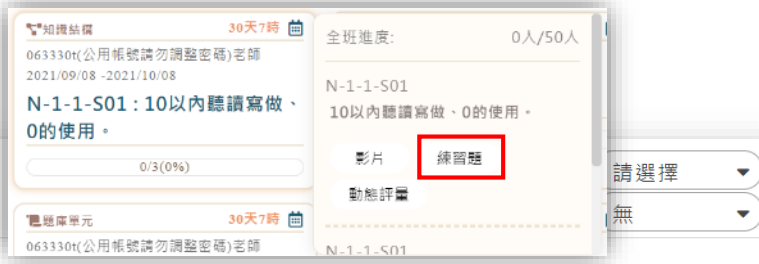 知識結構 30天7時
063330t(公用帳號請勿調整密碼)老師
2021/09/08 -2021/10/08
N-1-1-S01 : 10以內聽讀寫做、
0的使用。
0/3(0%)
題庫單元 30天7時
063330t(公用帳號請勿調整密碼)老師
全班進度: 0人/50人
N-1-1-S01
10以內聽讀寫做、0的使用。
影片 練習題
動態評量
N-1-1-S01
請選擇
無